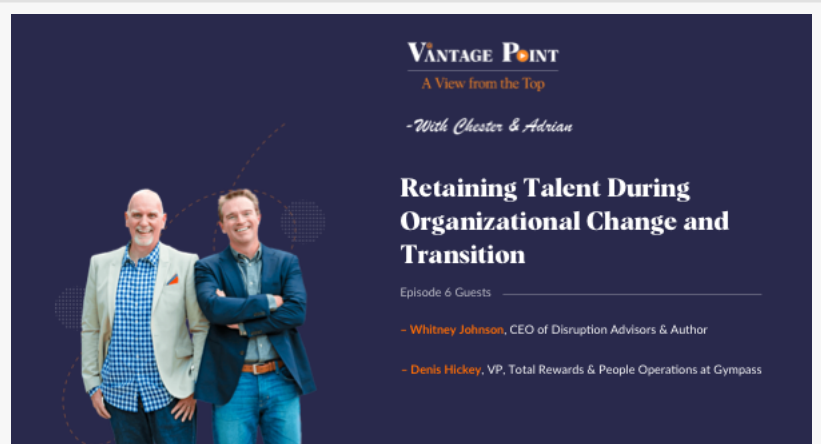 VANTAGE POINT
A View from the Top
-With Chester & Adrian
Retaining Talent During
Organizational Change and
Transition
Episode 6 Guests
– Whitney Johnson, CEO of Disruption Advisors & Author
– Denis Hickey, VP, Total Rewards & People Operations at Gympass